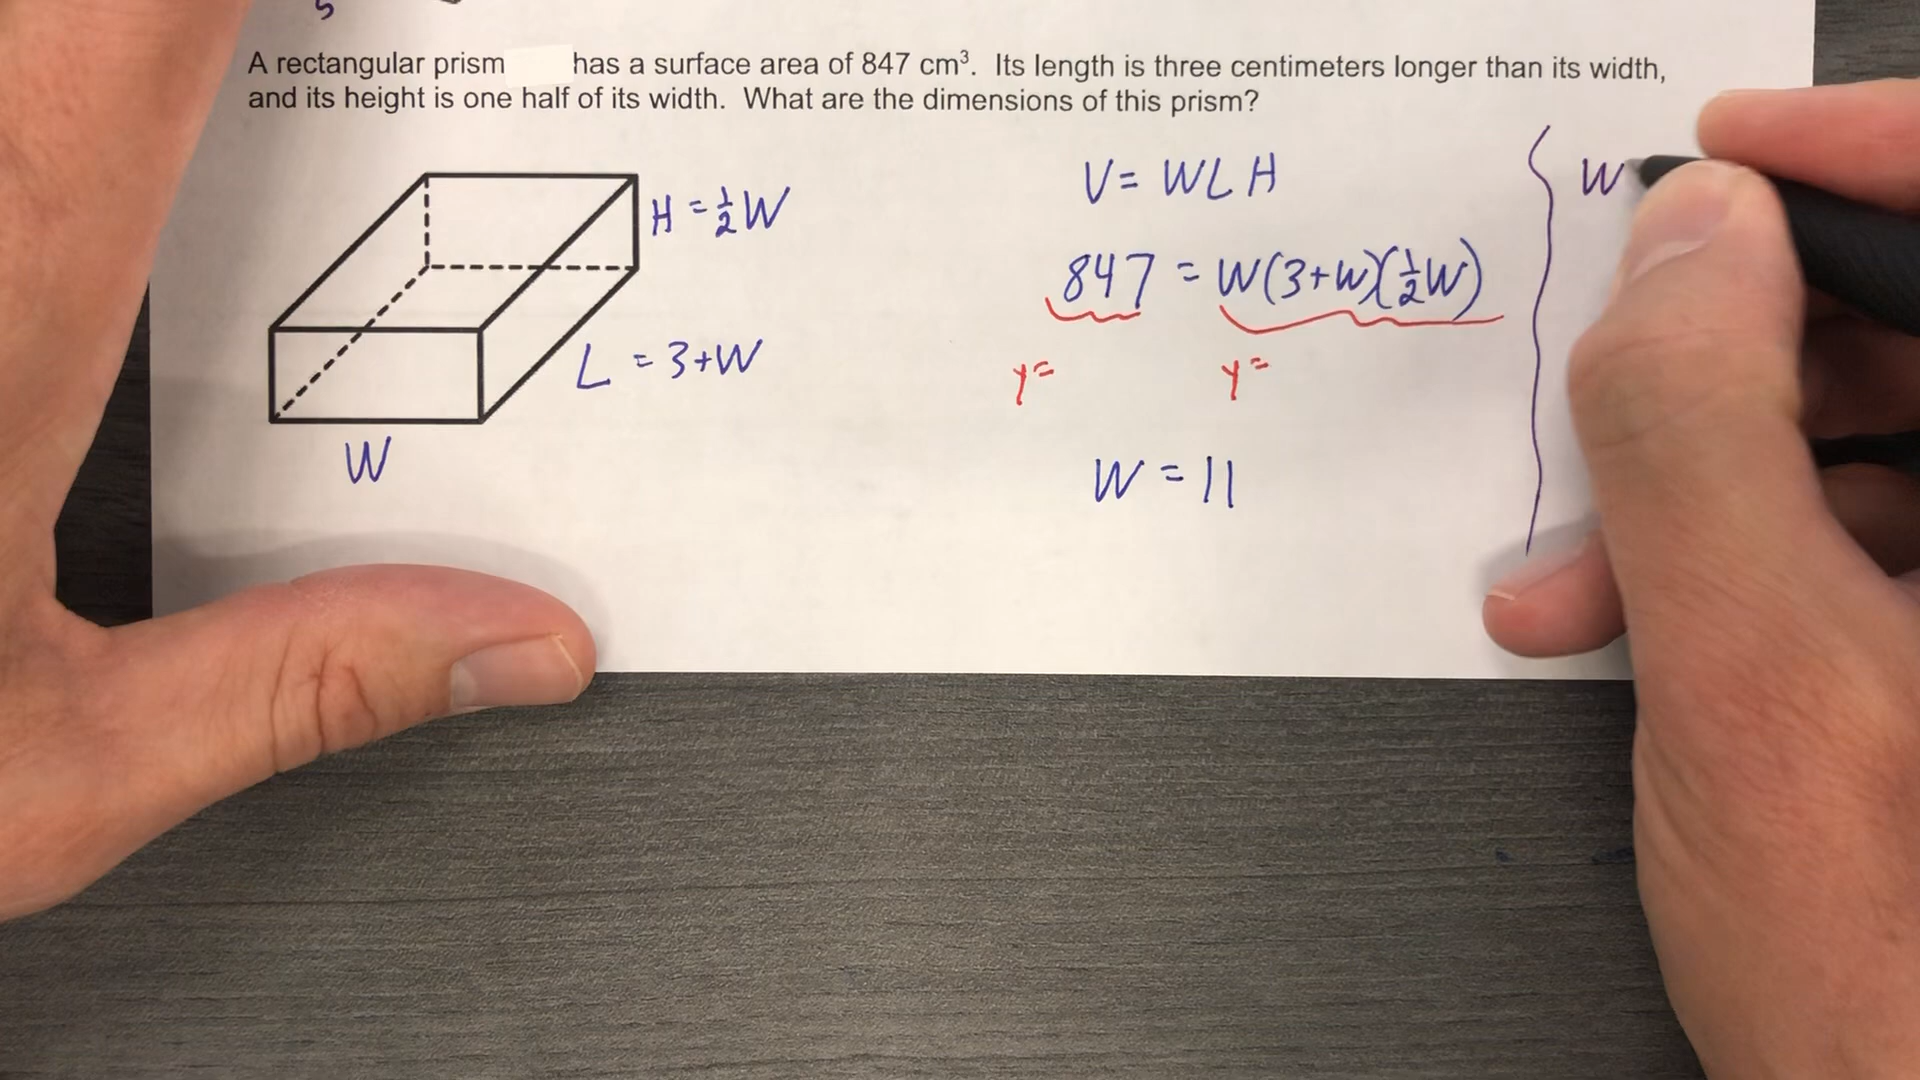 5
A rectangular prism has a surface area of 847 cm³. Its length is three centimeters longer than its width,
and its height is one half of its width. What are the dimensions of this prism?
V = WLH
W
H = ½W
847 = W(3+W)(½W)
L = 3+W
y= y=
W
W = 11